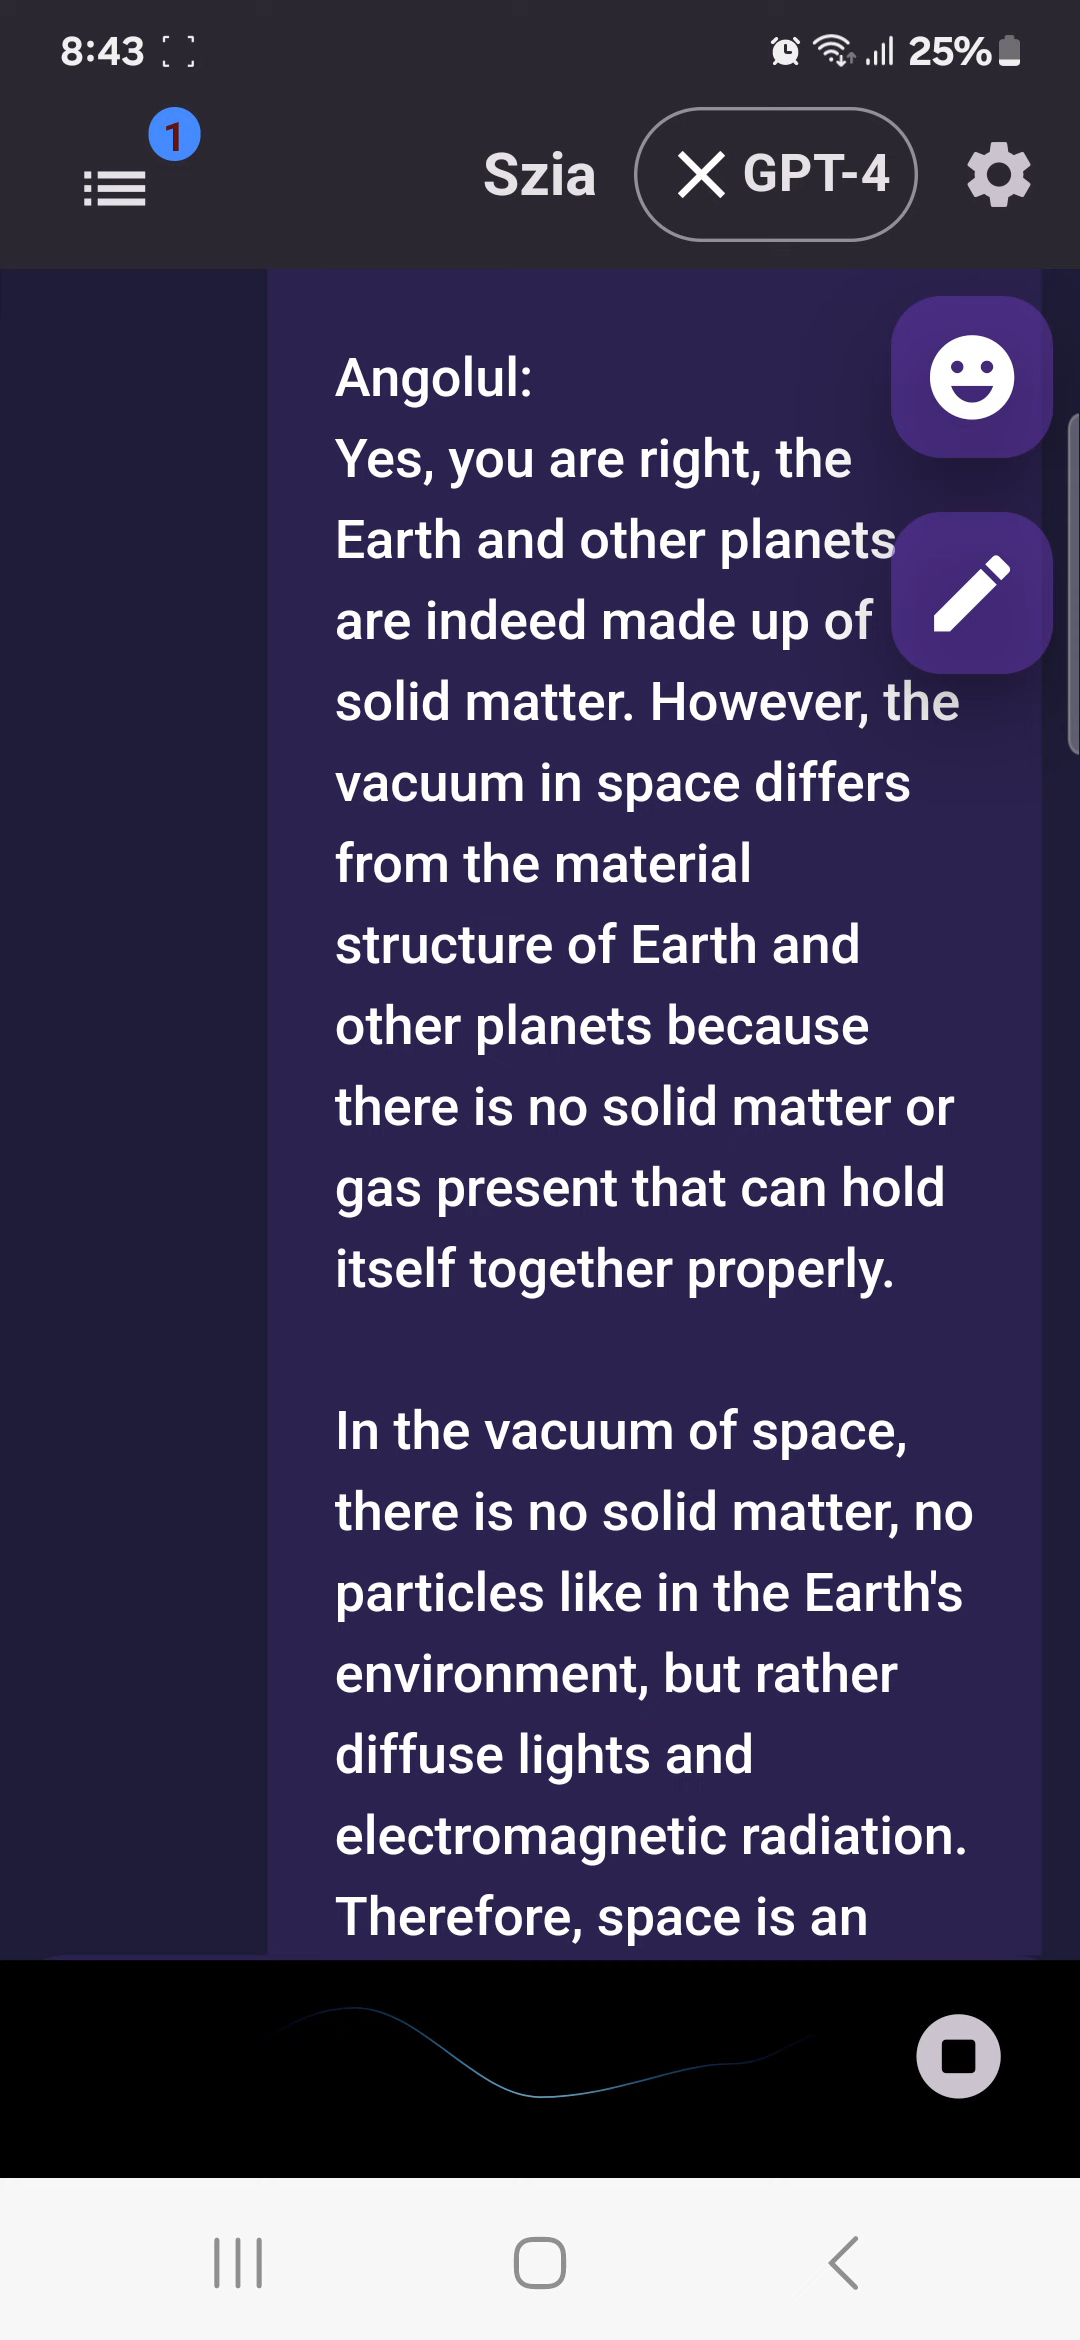 8:43 25%
1
Szia GPT-4
Angolul:
Yes, you are right, the
Earth and other planets
are indeed made up of
solid matter. However, the
vacuum in space differs
from the material
structure of Earth and
other planets because
there is no solid matter or
gas present that can hold
itself together properly.
In the vacuum of space,
there is no solid matter, no
particles like in the Earth's
environment, but rather
diffuse lights and
electromagnetic radiation.
Therefore, space is an